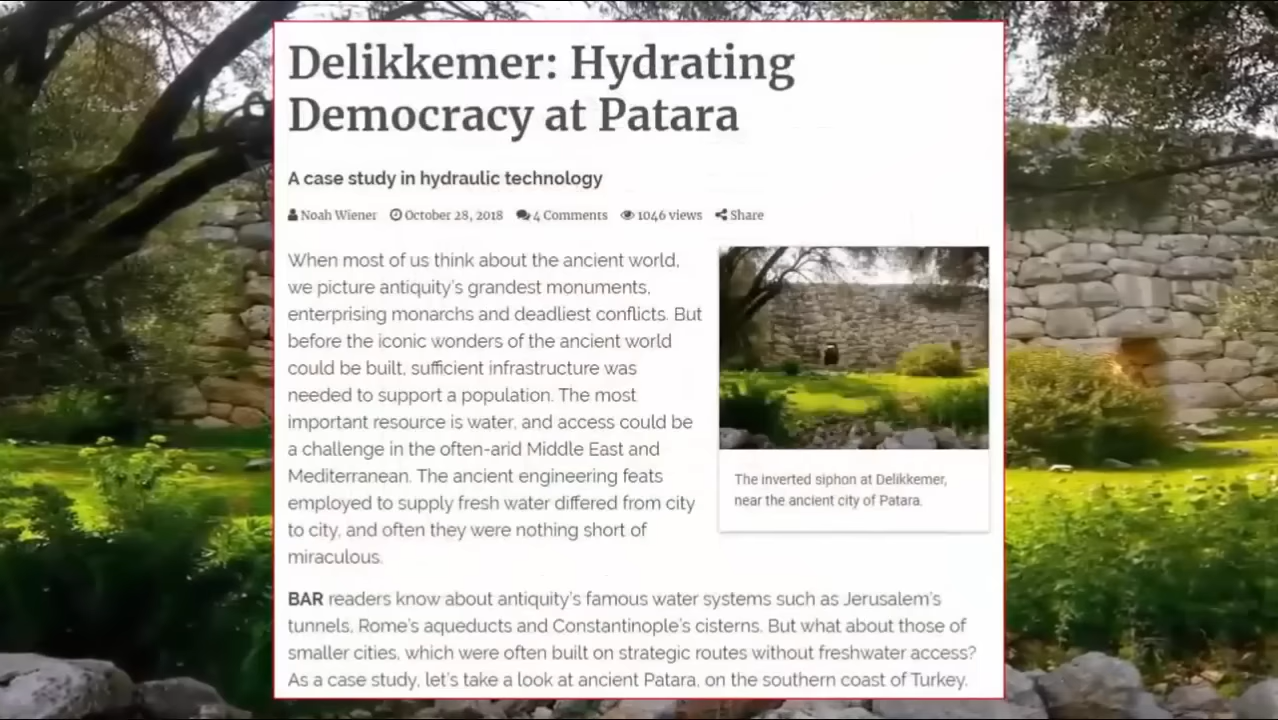 Delikkemer: Hydrating
Democracy at Patara
A case study in hydraulic technology
Noah Wiener October 28, 2018 4 Comments 1046 views Share
When most of us think about the ancient world,
we picture antiquity's grandest monuments,
enterprising monarchs and deadliest conflicts. But
before the iconic wonders of the ancient world
could be built, sufficient infrastructure was
needed to support a population. The most
important resource is water, and access could be
a challenge in the often-arid Middle East and
Mediterranean. The ancient engineering feats
employed to supply fresh water differed from city
to city, and often they were nothing short of
miraculous.
The inverted siphon at Delikkemer,
near the ancient city of Patara.
BAR readers know about antiquity's famous water systems such as Jerusalem's
tunnels, Rome's aqueducts and Constantinople's cisterns. But what about those of
smaller cities, which were often built on strategic routes without freshwater access?
As a case study, let's take a look at ancient Patara, on the southern coast of Turkey.